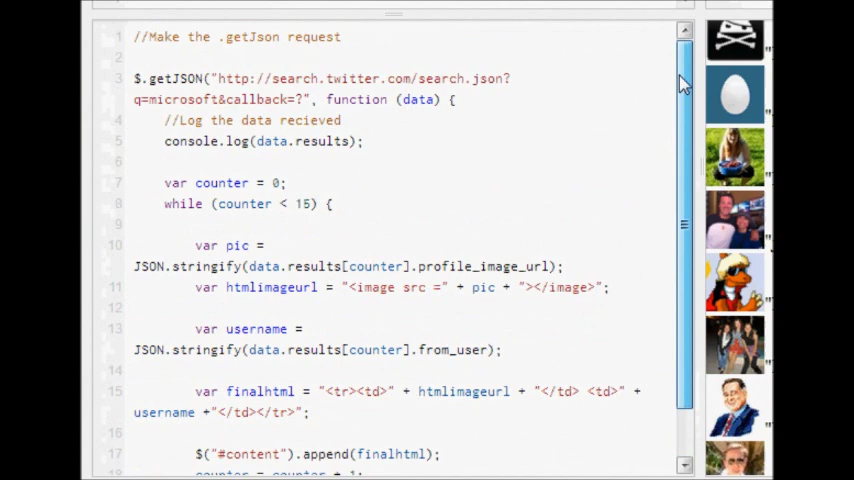 1 //Make the .getJson request
2
3 $.getJSON("http://search.twitter.com/search.json?
q=microsoft&callback=?", function (data) {
4 //Log the data recieved
5 console.log(data.results);
6
7 var counter = 0;
8 while (counter < 15) {
9
10 var pic =
JSON.stringify(data.results[counter].profile_image_url);
11 var htmlimageurl = "<image src =" + pic + "></image>";
12
13 var username =
JSON.stringify(data.results[counter].from_user);
14
15 var finalhtml = "<tr><td>" + htmlimageurl + "</td> <td>" +
username +"</td></tr>";
16
17 $("#content").append(finalhtml);
18 counter = counter + 1;